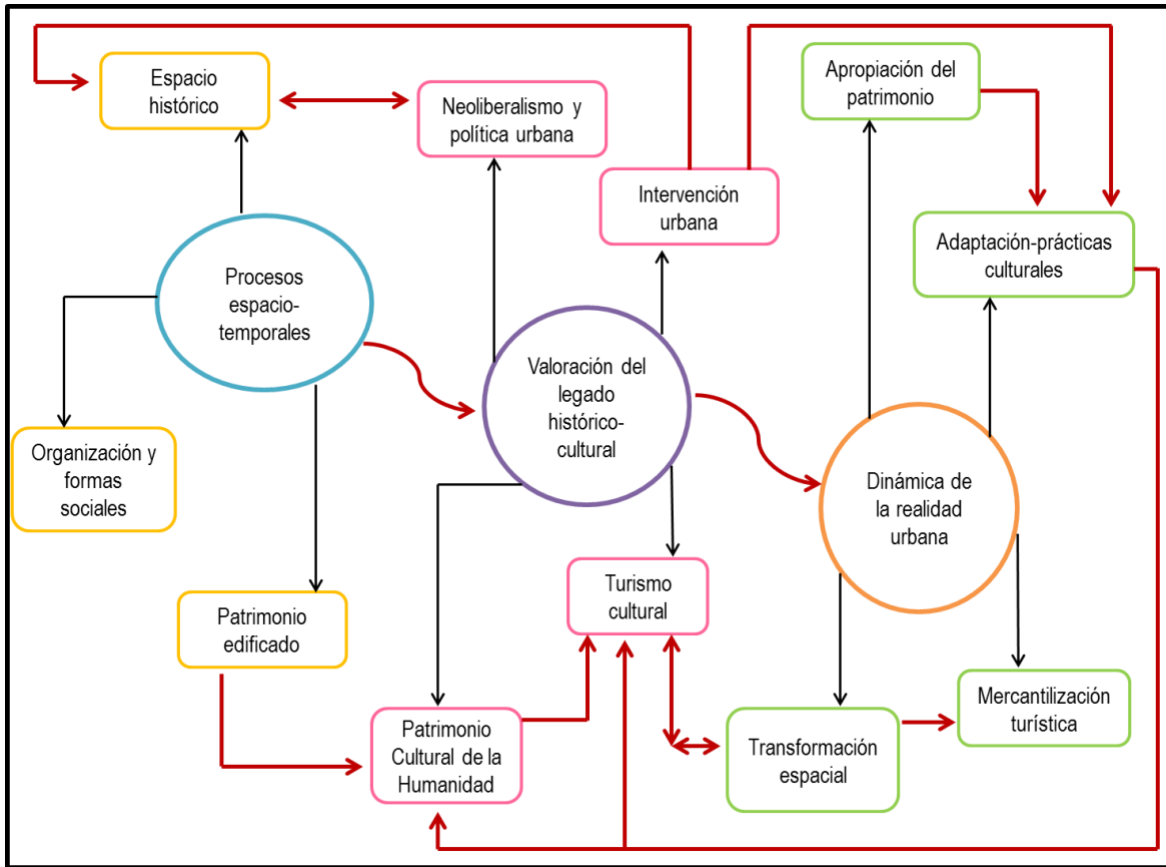 Espacio
histórico
Neoliberalismo y
política urbana
Apropiación del
patrimonio
Intervención
urbana
Adaptación-prácticas
culturales
Procesos
espacio-
temporales
Valoración del
legado
histórico-
cultural
Organización y
formas
sociales
Dinámica de
la realidad
urbana
Turismo
cultural
Patrimonio
edificado
Patrimonio
Cultural de la
Humanidad
Transformación
espacial
Mercantilización
turística